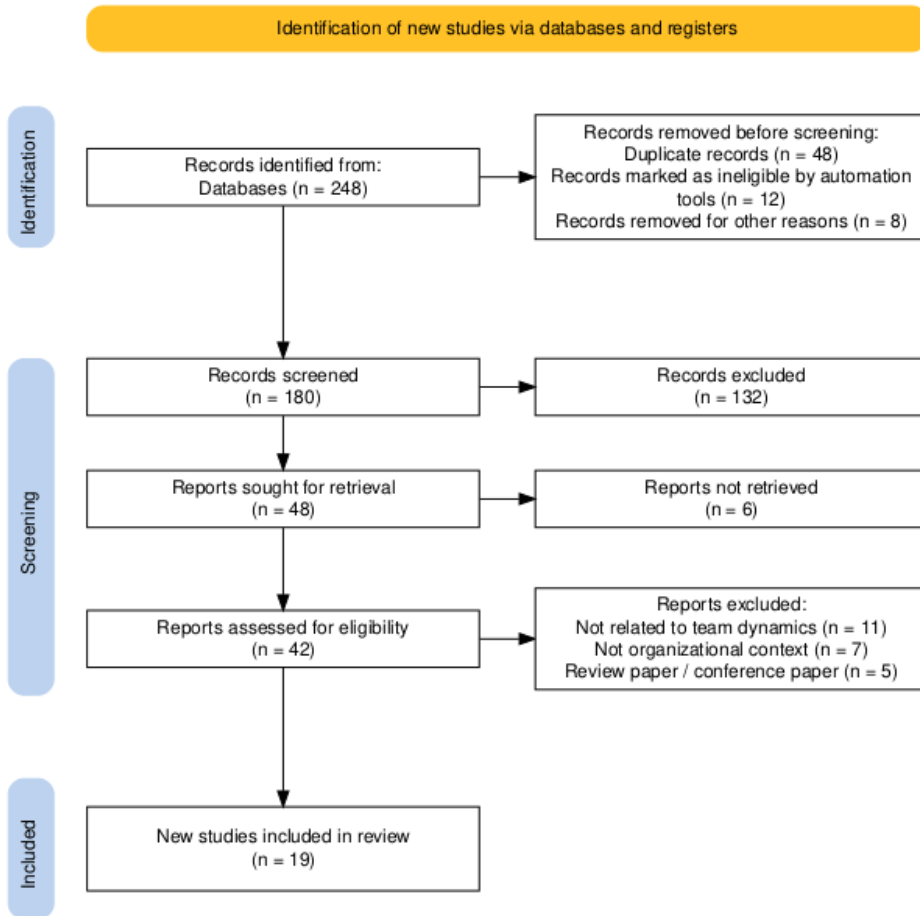 Identification of new studies via databases and registers
Identification
Records identified from:
Databases (n = 248)
Records removed before screening:
Duplicate records (n = 48)
Records marked as ineligible by automation
tools (n = 12)
Records removed for other reasons (n = 8)
Screening
Records screened
(n = 180)
Records excluded
(n = 132)
Reports sought for retrieval
(n = 48)
Reports not retrieved
(n = 6)
Reports assessed for eligibility
(n = 42)
Reports excluded:
Not related to team dynamics (n = 11)
Not organizational context (n = 7)
Review paper / conference paper (n = 5)
Included
New studies included in review
(n = 19)